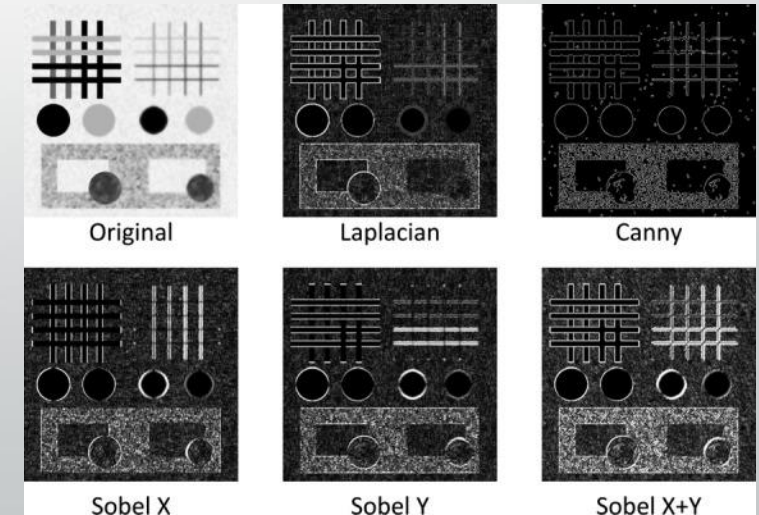 Original
Laplacian
Canny
Sobel X
Sobel Y
Sobel X+Y